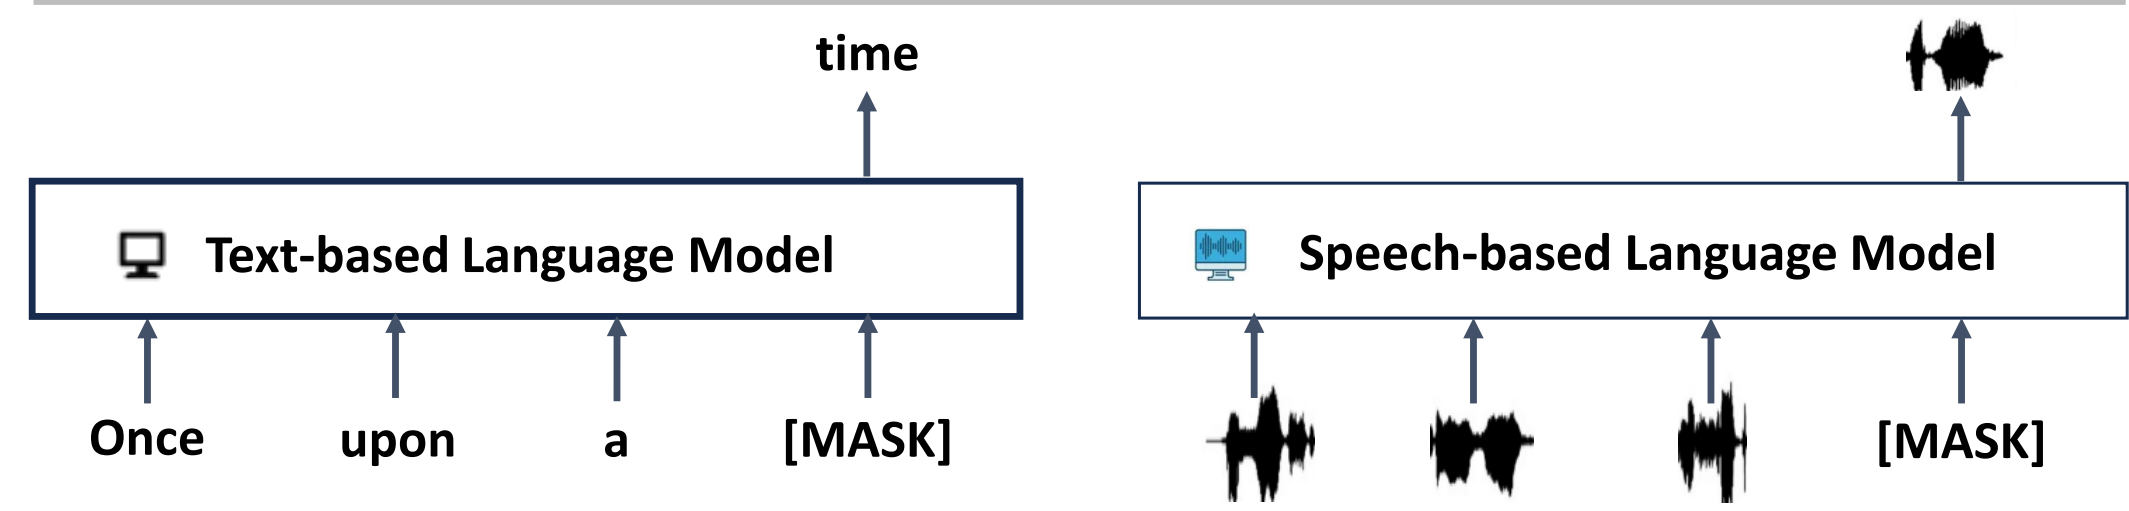 time
Text-based Language Model
Once upon a [MASK]
Speech-based Language Model
[MASK]